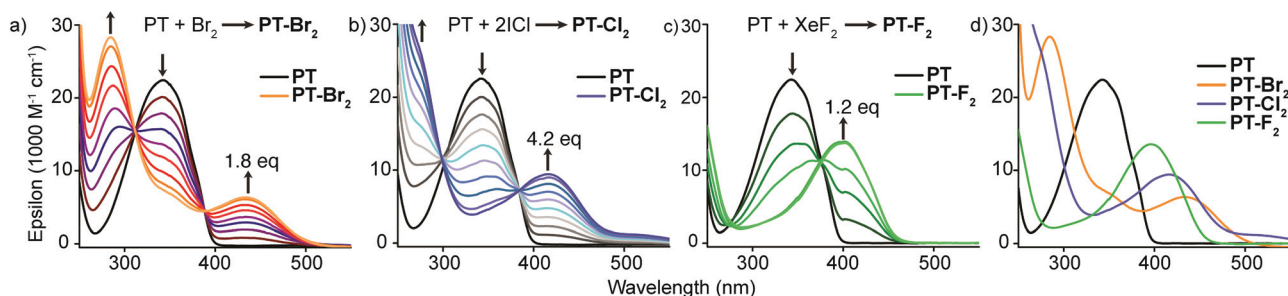 a) PT + Br₂ → PT-Br₂
PT
PT-Br₂
1.8 eq
30
20
10
0
300 400 500
Epsilon (1000 M⁻¹ cm⁻¹)
b) PT + 2ICl → PT-Cl₂
PT
PT-Cl₂
4.2 eq
30
20
10
0
300 400 500
c) PT + XeF₂ → PT-F₂
PT
PT-F₂
1.2 eq
30
20
10
0
300 400 500
d)
PT
PT-Br₂
PT-Cl₂
PT-F₂
30
20
10
0
300 400 500
Wavelength (nm)